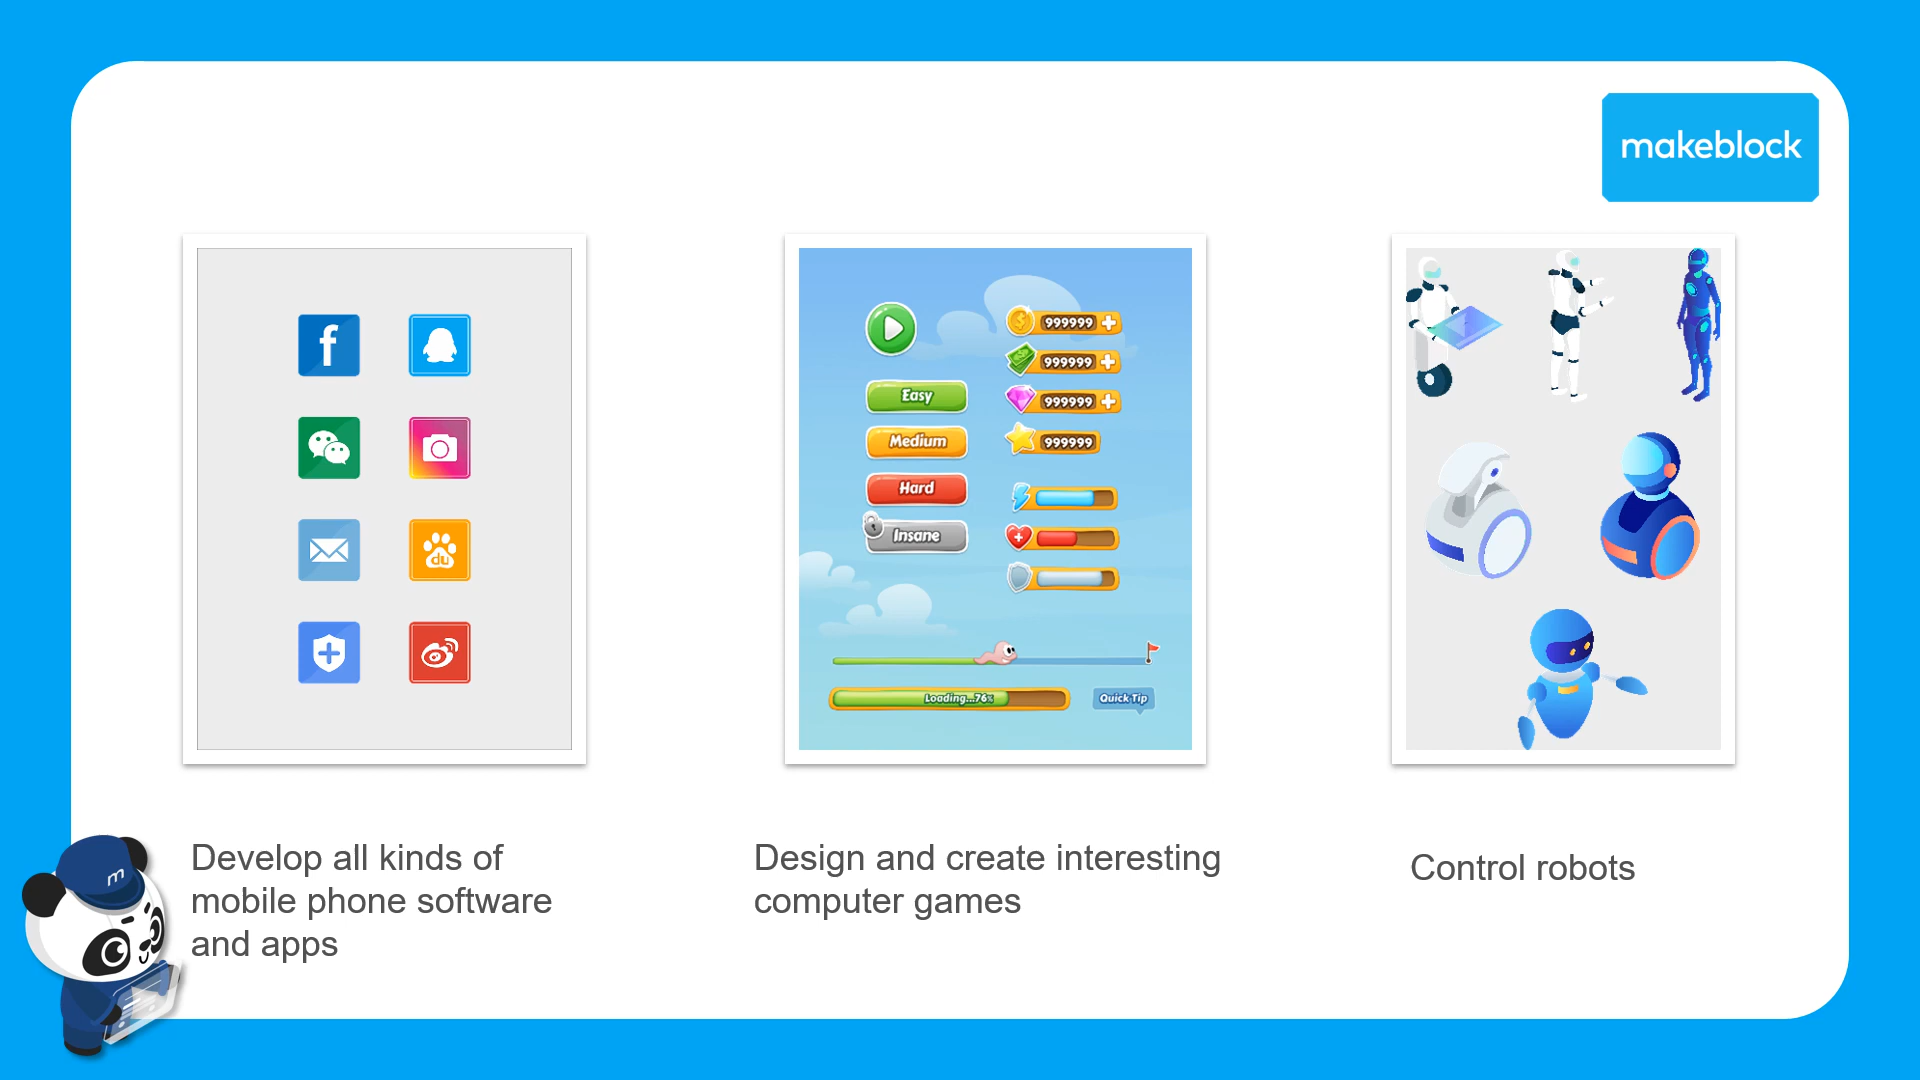 makeblock
f
du
Easy
Medium
Hard
Insane
999999
999999
999999
999999
Loading...76%
Quick Tip
m
Develop all kinds of
mobile phone software
and apps
Design and create interesting
computer games
Control robots